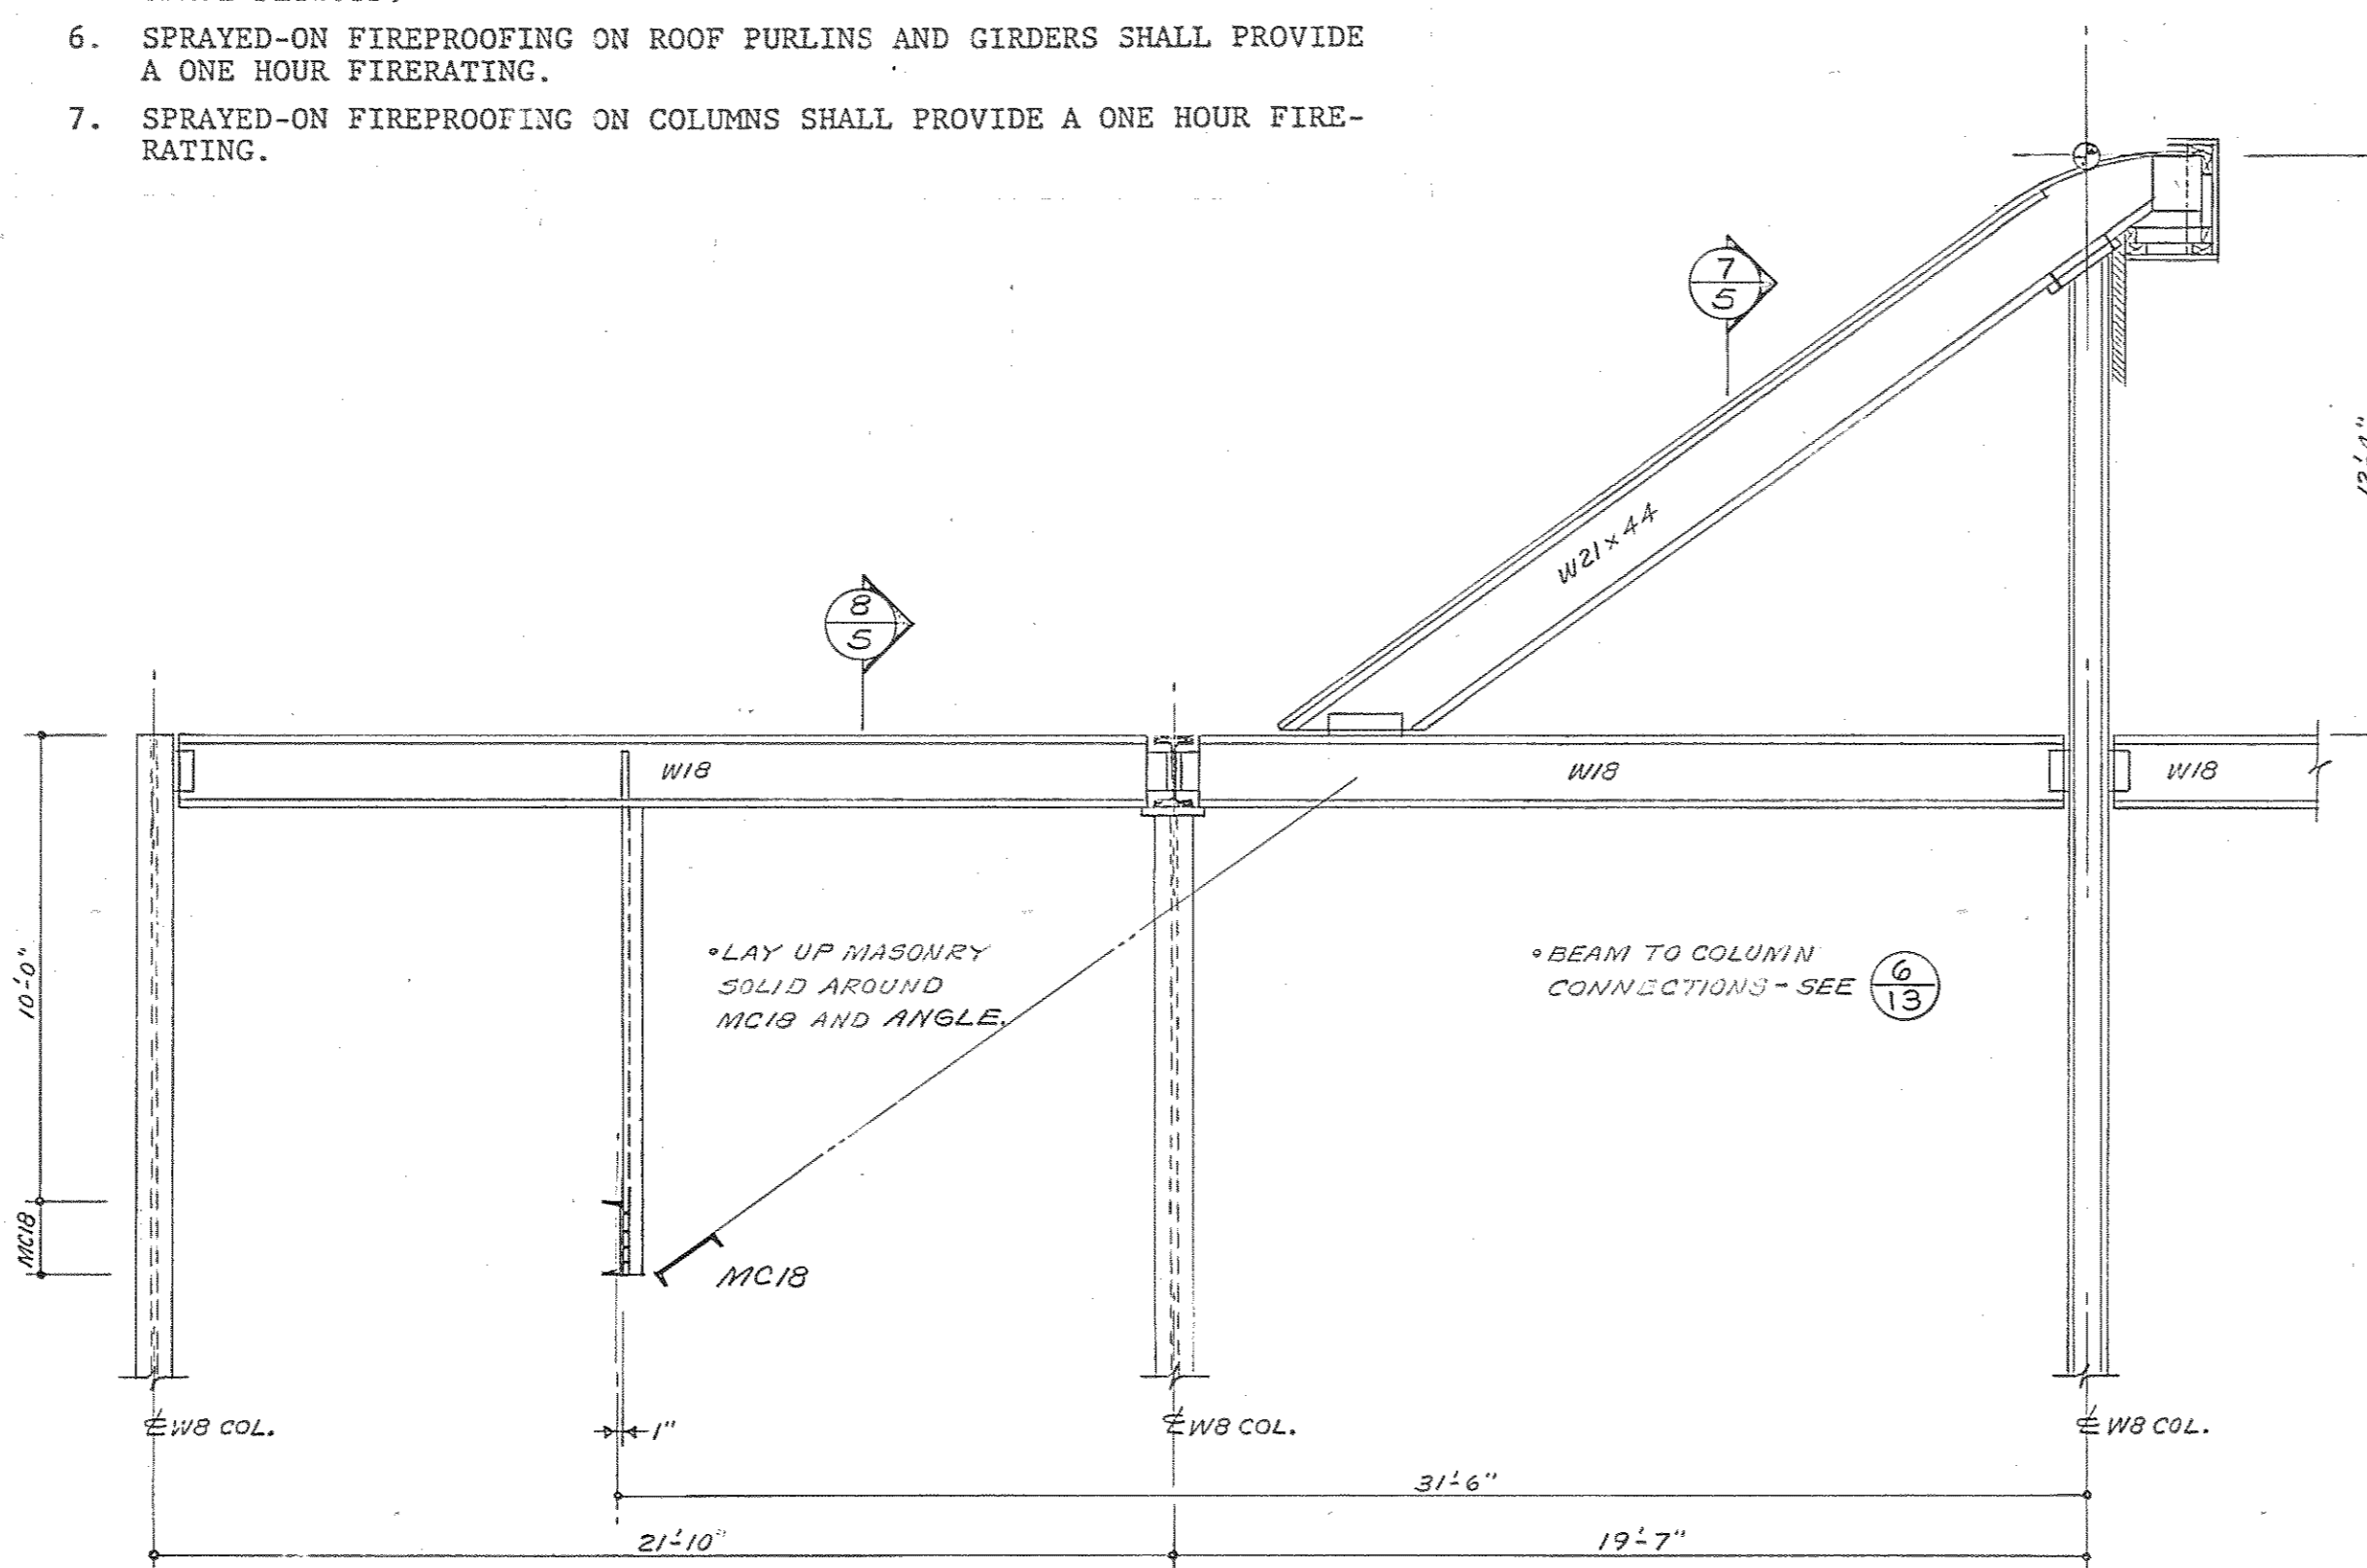 6. SPRAYED-ON FIREPROOFING ON ROOF PURLINS AND GIRDERS SHALL PROVIDE
A ONE HOUR FIRERATING.
7. SPRAYED-ON FIREPROOFING ON COLUMNS SHALL PROVIDE A ONE HOUR FIRE-
RATING.
7
5
W21×44
8
5
W18
W18
W18
10'-0"
•LAY UP MASONRY
SOLID AROUND
MC18 AND ANGLE.
•BEAM TO COLUMN
CONNECTIONS-SEE
6
13
MC18
MC18
℄ W8 COL.
1"
℄ W8 COL.
℄ W8 COL.
31'-6"
21'-10"
19'-7"